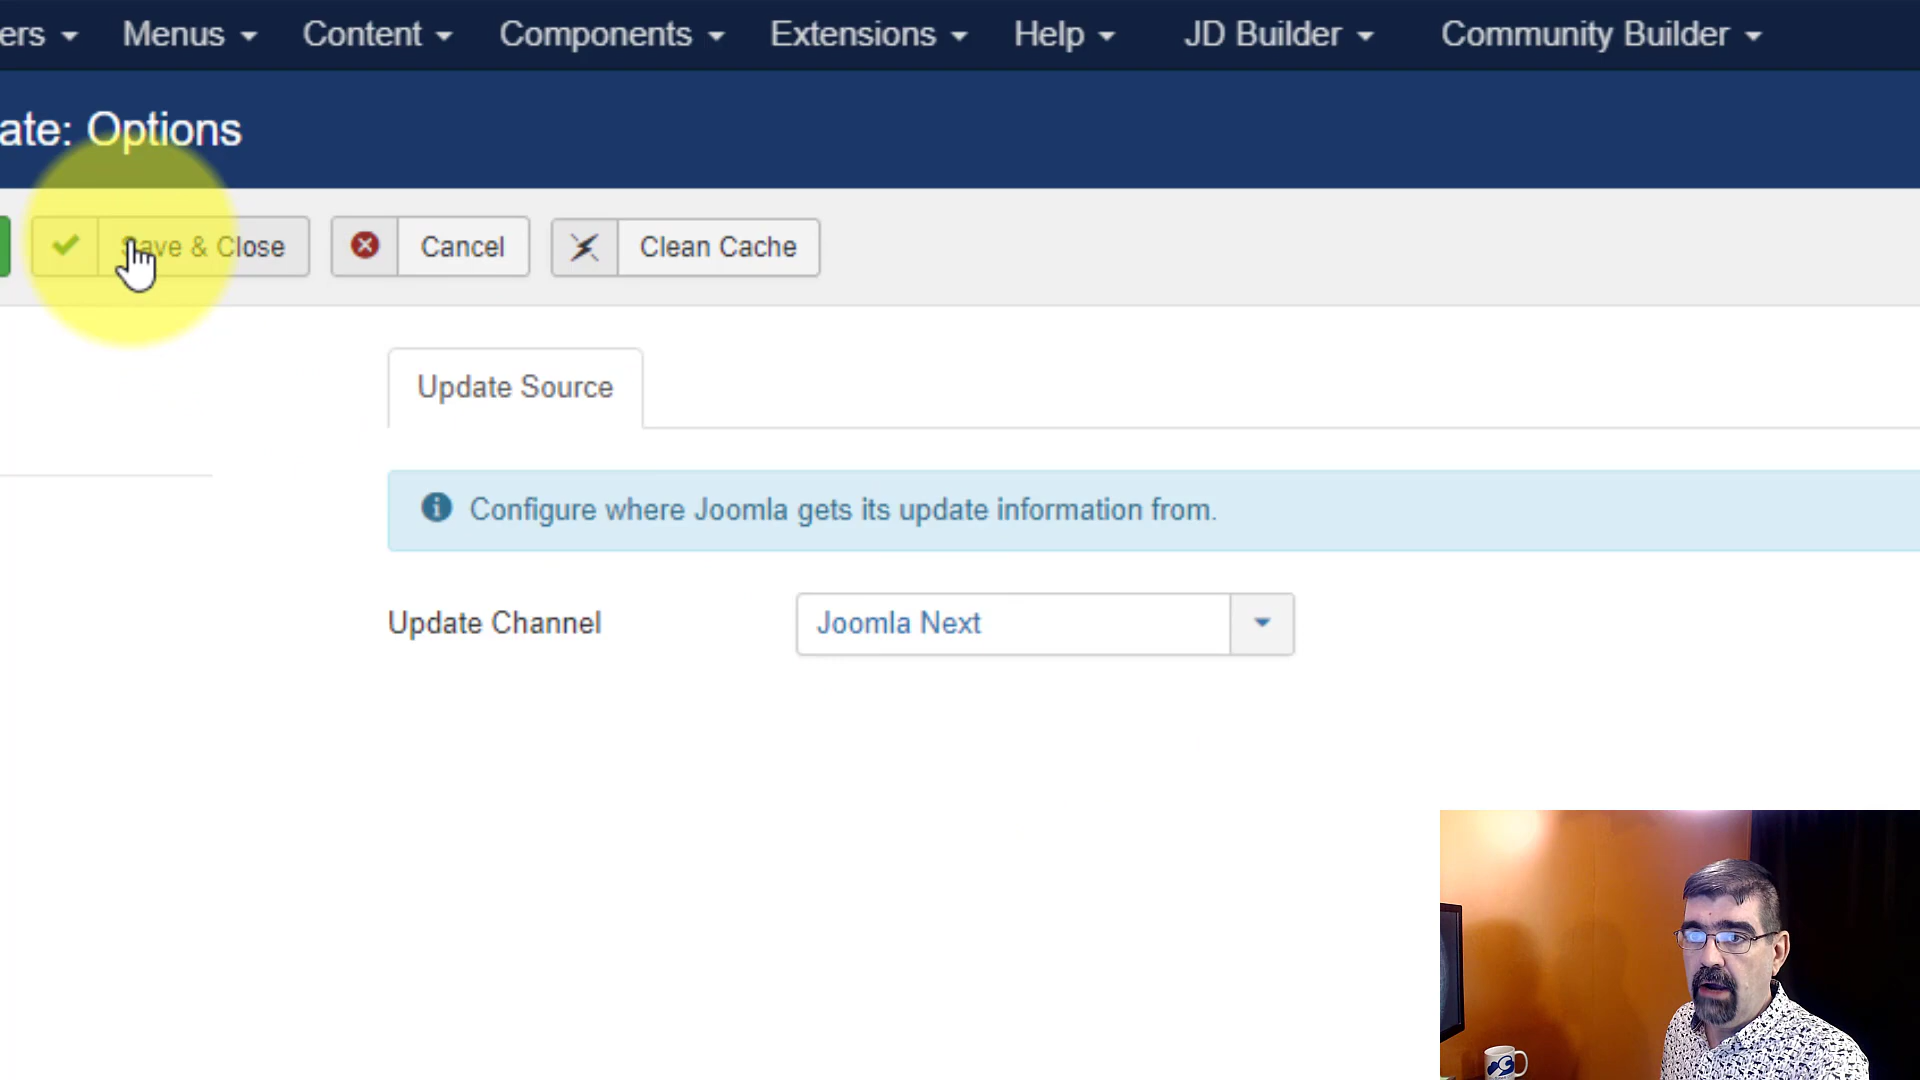 ers Menus Content Components Extensions Help JD Builder Community Builder
ate: Options
Save & Close Cancel Clean Cache
Update Source
Configure where Joomla gets its update information from.
Update Channel Joomla Next